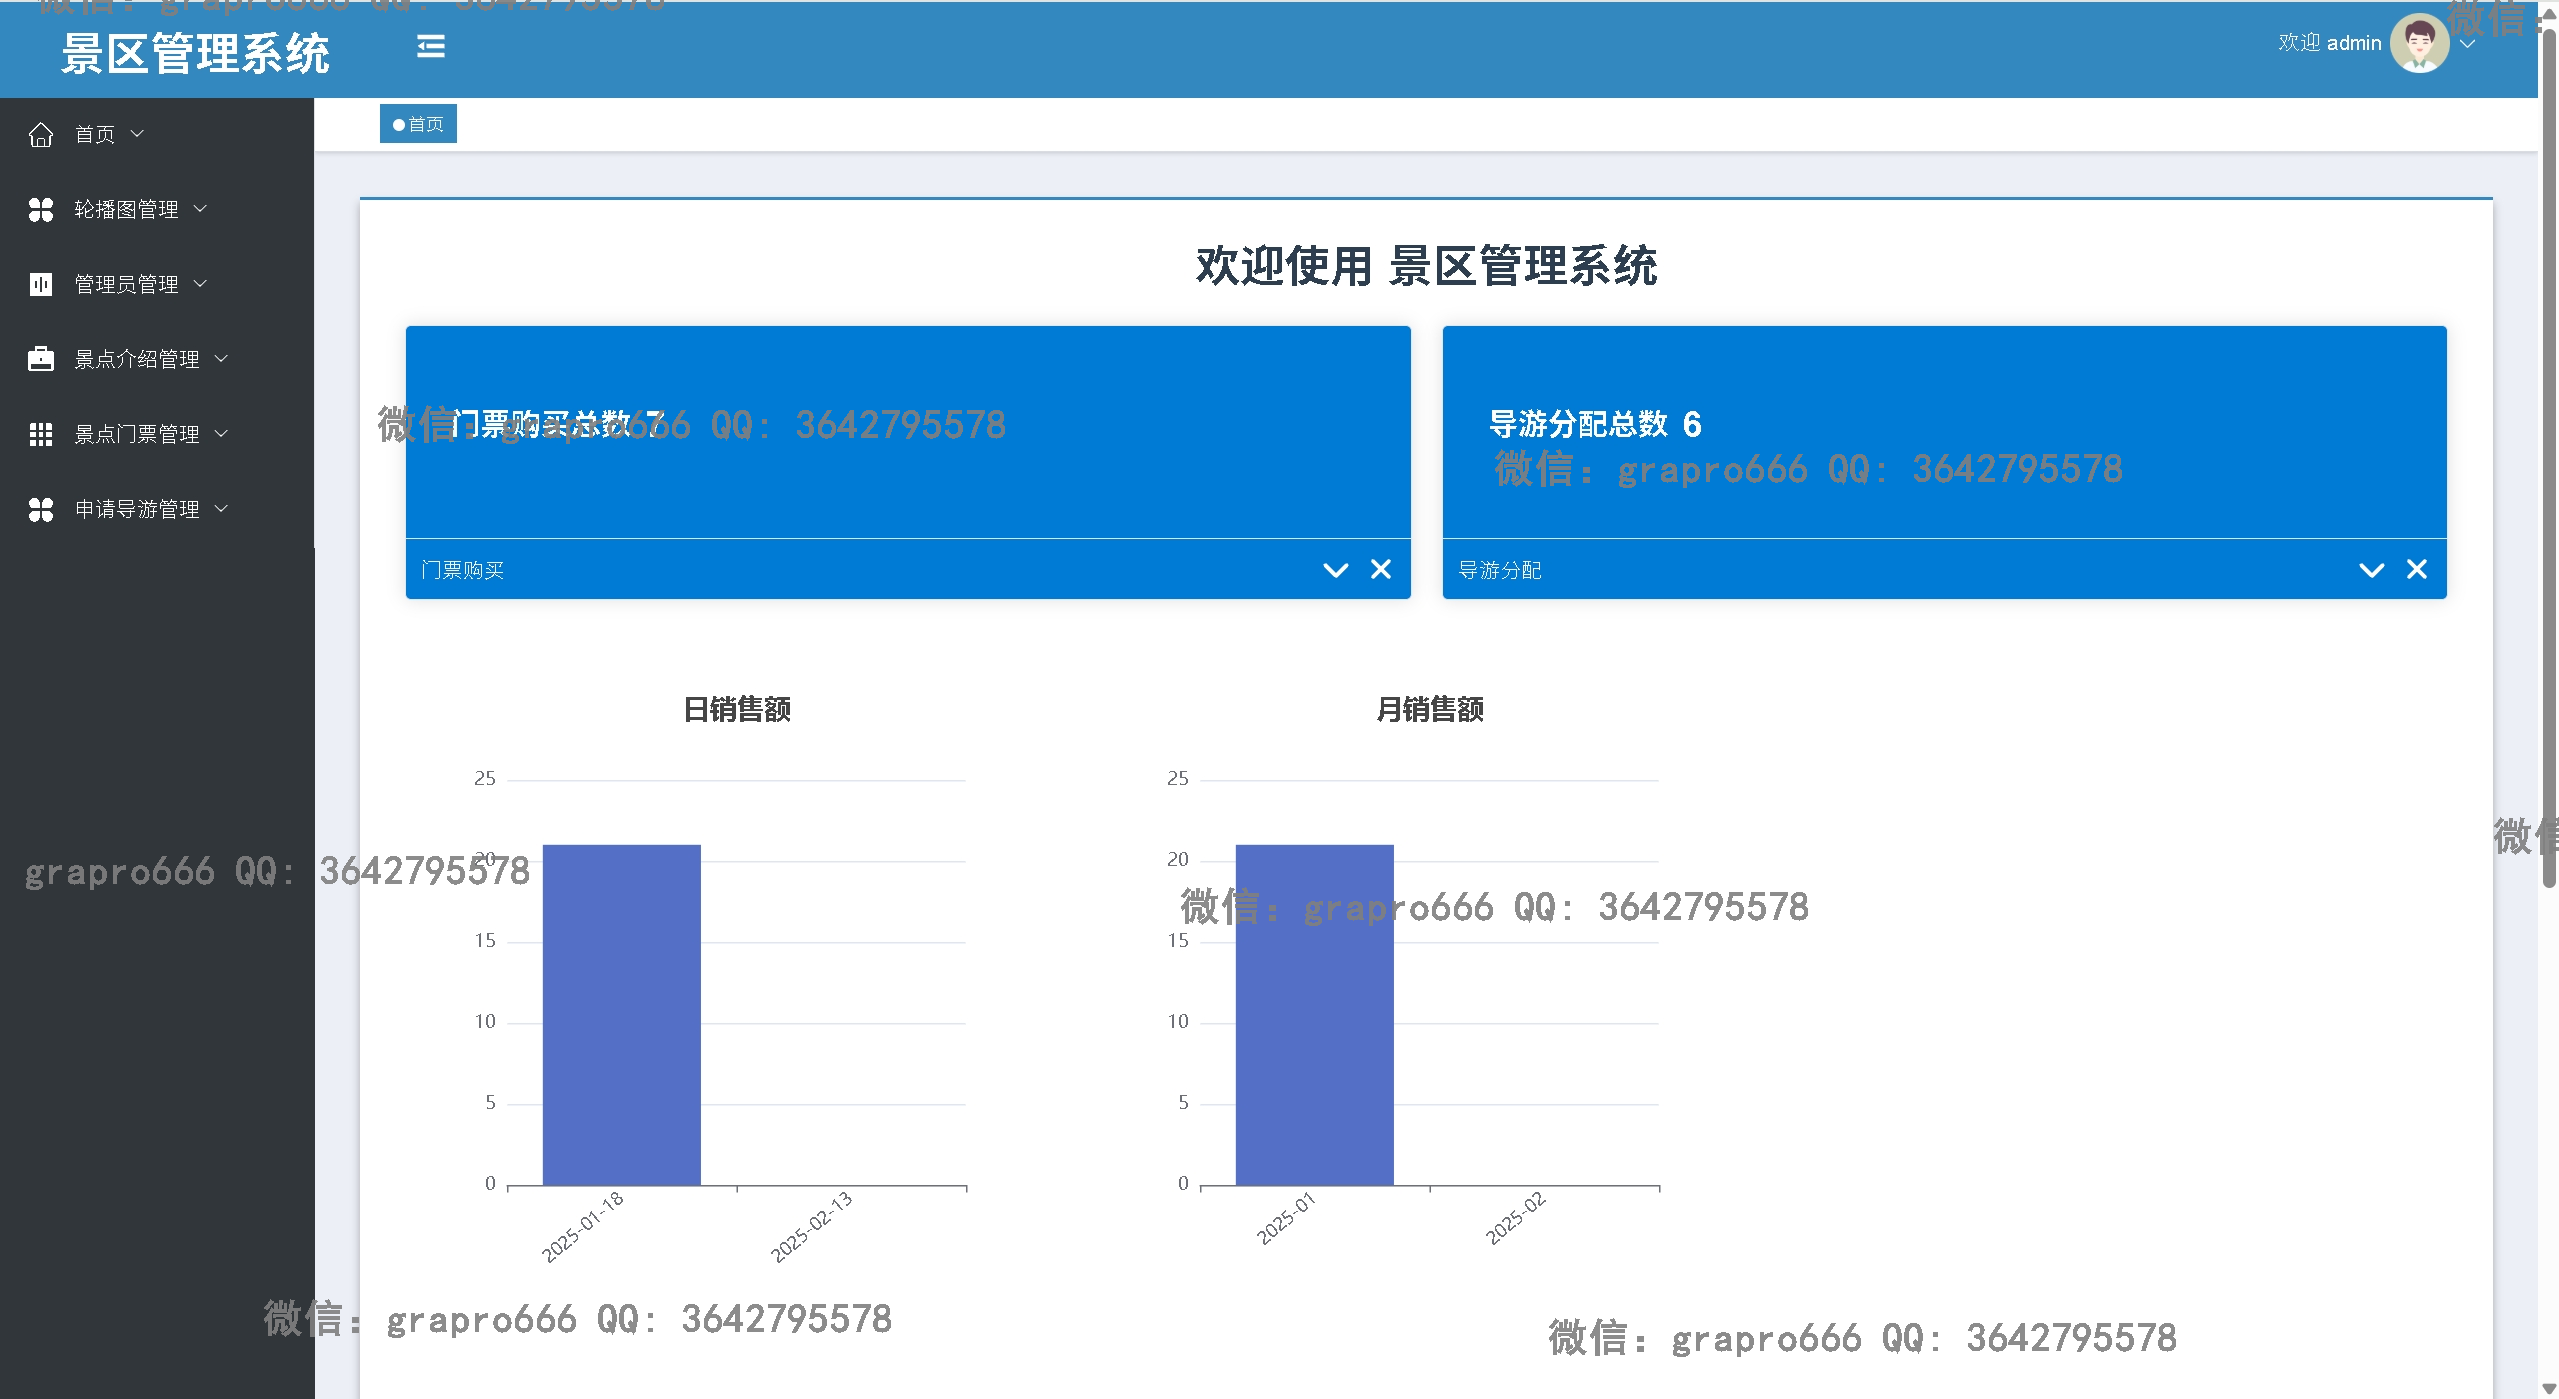 微信: grapro666 QQ: 3642795578
微信:
景区管理系统
欢迎 admin
首页
轮播图管理
管理员管理
景点介绍管理
景点门票管理
申请导游管理
首页
欢迎使用 景区管理系统
门票购买总数 7
微信: grapro666 QQ: 3642795578
导游分配总数 6
微信: grapro666 QQ: 3642795578
门票购买
导游分配
日销售额
25
20
15
10
5
0
2025-01-18
2025-02-13
月销售额
25
20
15
10
5
0
2025-01
2025-02
微信
grapro666 QQ: 3642795578
微信: grapro666 QQ: 3642795578
微信: grapro666 QQ: 3642795578
微信: grapro666 QQ: 3642795578